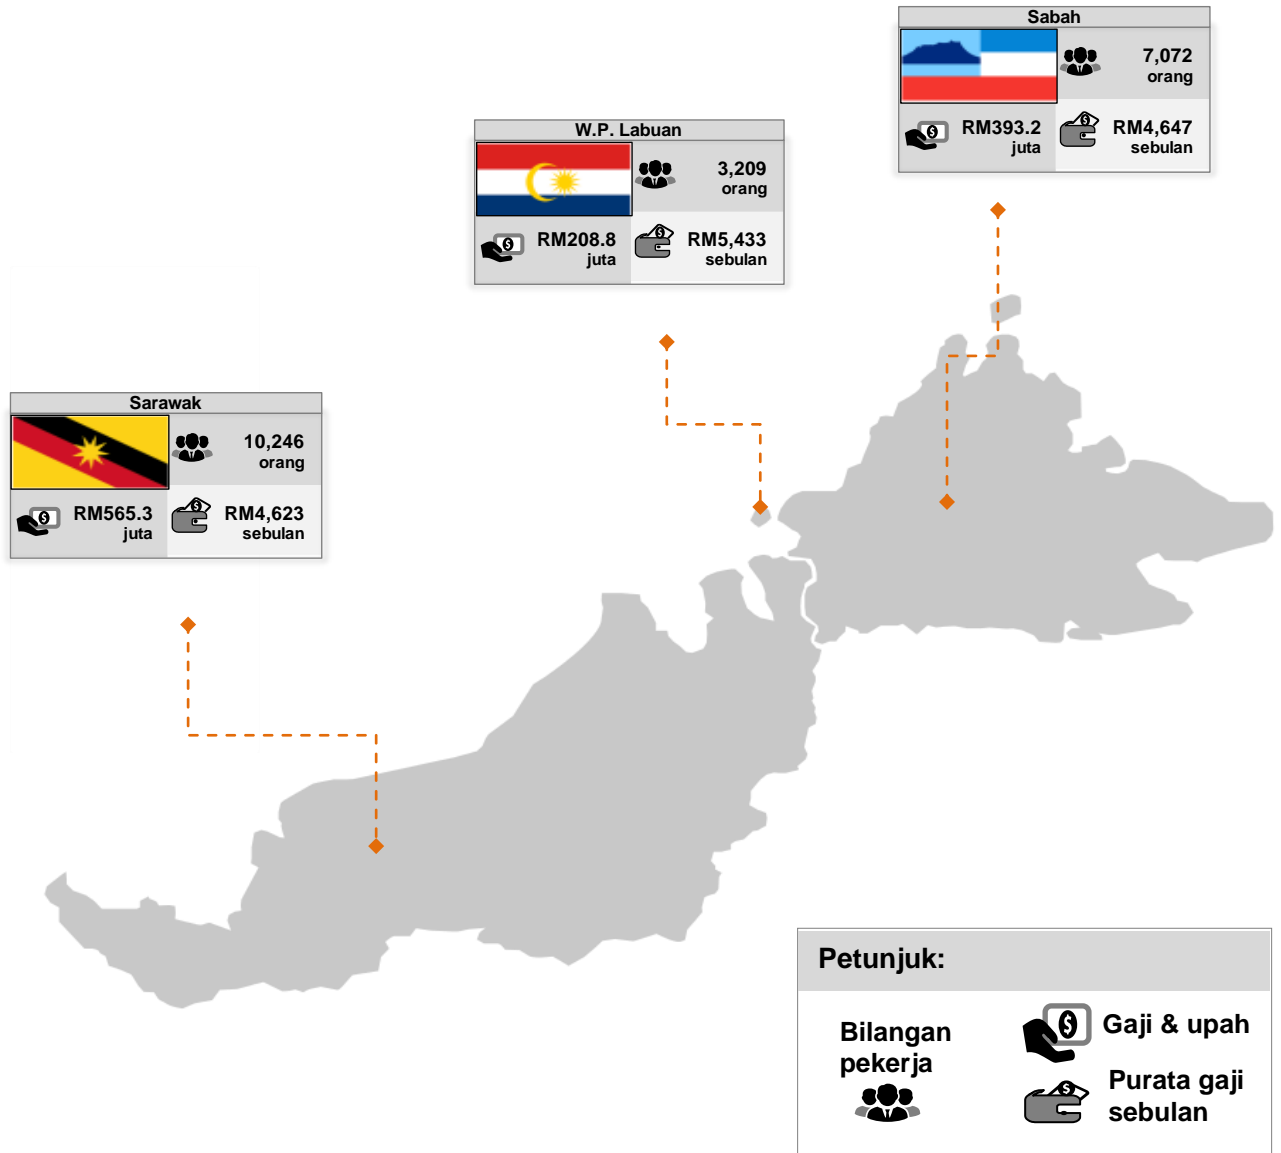 Sabah
7,072
orang
RM393.2
juta
RM4,647
sebulan
W.P. Labuan
3,209
orang
RM208.8
juta
RM5,433
sebulan
Sarawak
10,246
orang
RM565.3
juta
RM4,623
sebulan
Petunjuk:
Bilangan
pekerja
Gaji & upah
Purata gaji
sebulan